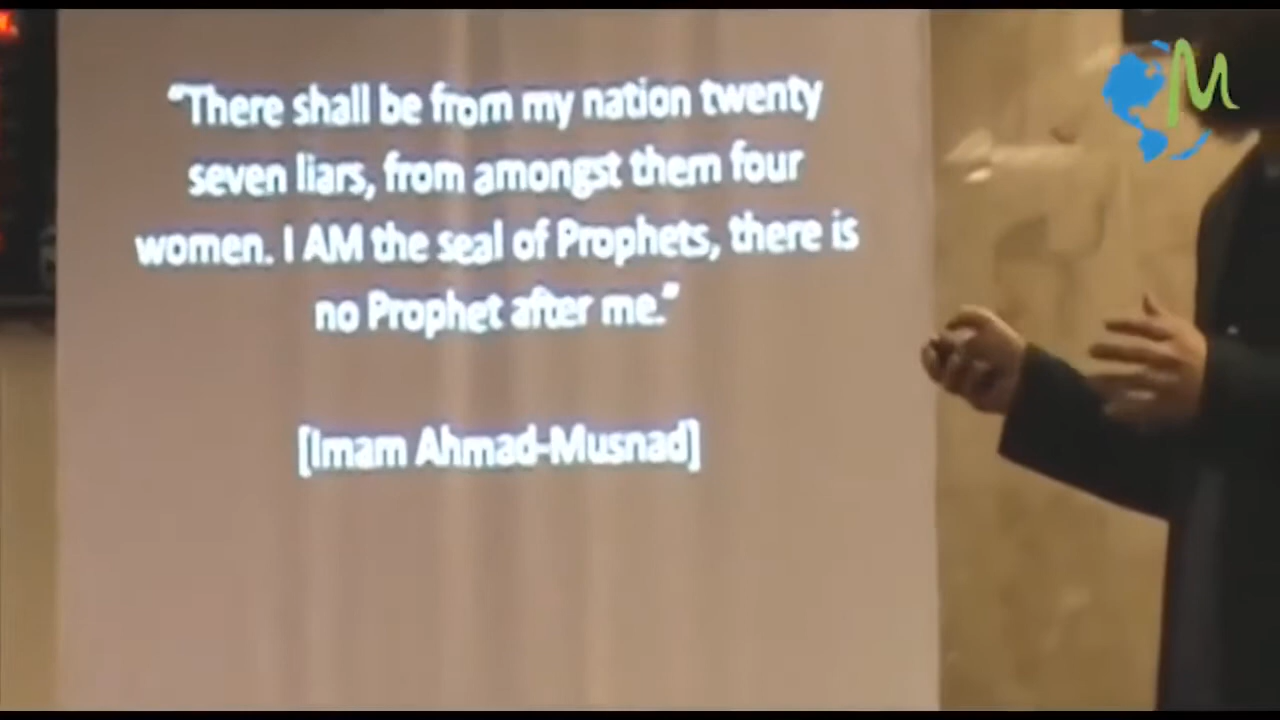 “There shall be from my nation twenty
seven liars, from amongst them four
women. I AM the seal of Prophets, there is
no Prophet after me.”
[Imam Ahmad-Musnad]
M